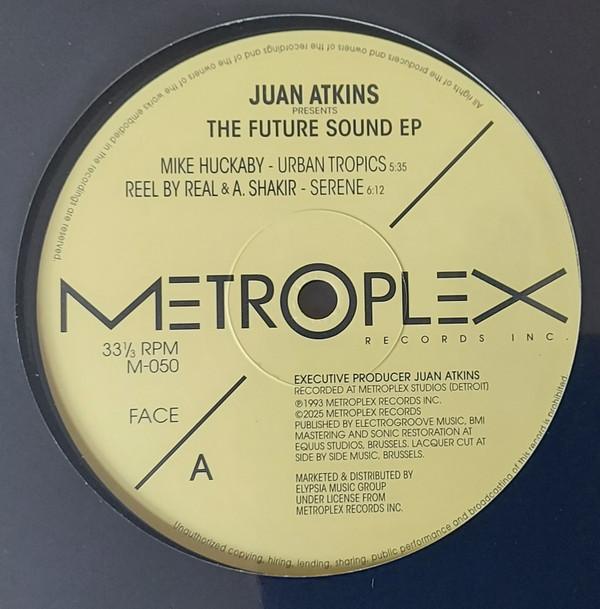 JUAN ATKINS
PRESENTS
THE FUTURE SOUND EP
MIKE HUCKABY - URBAN TROPICS 5:35
REEL BY REAL & A. SHAKIR - SERENE 6:12
METROPLEX
RECORDS INC.
33⅓ RPM
M-050
FACE
A
EXECUTIVE PRODUCER JUAN ATKINS
RECORDED AT METROPLEX STUDIOS (DETROIT)
℗1993 METROPLEX RECORDS INC.
©2025 METROPLEX RECORDS
PUBLISHED BY ELECTROGROOVE MUSIC, BMI
MASTERING AND SONIC RESTORATION AT
EQUUS STUDIOS, BRUSSELS. LACQUER CUT AT
SIDE BY SIDE MUSIC, BRUSSELS.
MARKETED & DISTRIBUTED BY
ELYPSIA MUSIC GROUP
UNDER LICENSE FROM
METROPLEX RECORDS INC.
Unauthorized copying, hiring, lending, sharing, public performance and broadcasting of this record is prohibited.
All rights of the producers and owners of the recordings and of the owners of the works embodied in the recordings are reserved.